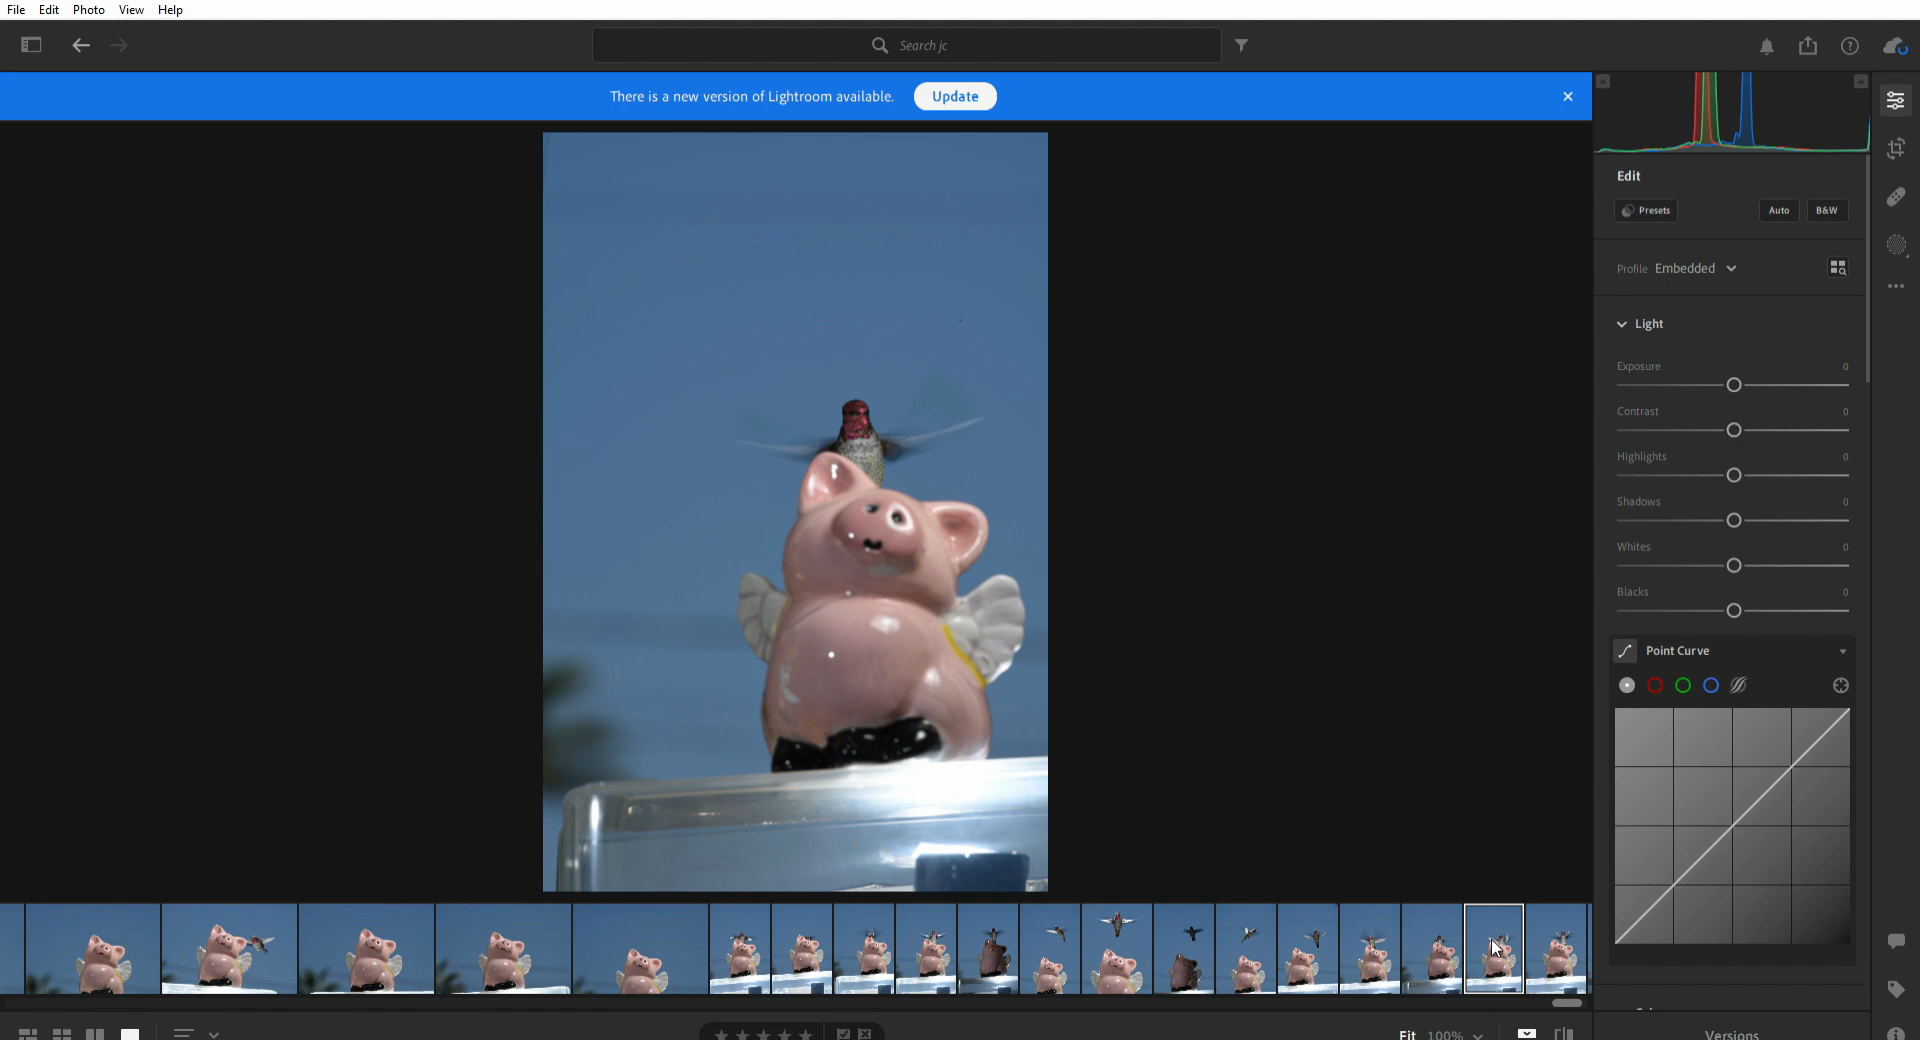 File Edit Photo View Help
Search jc
There is a new version of Lightroom available. Update
Edit
Presets Auto B&W
Profile Embedded
Light
Exposure 0
Contrast 0
Highlights 0
Shadows 0
Whites 0
Blacks 0
Point Curve
Fit 100%
Versions